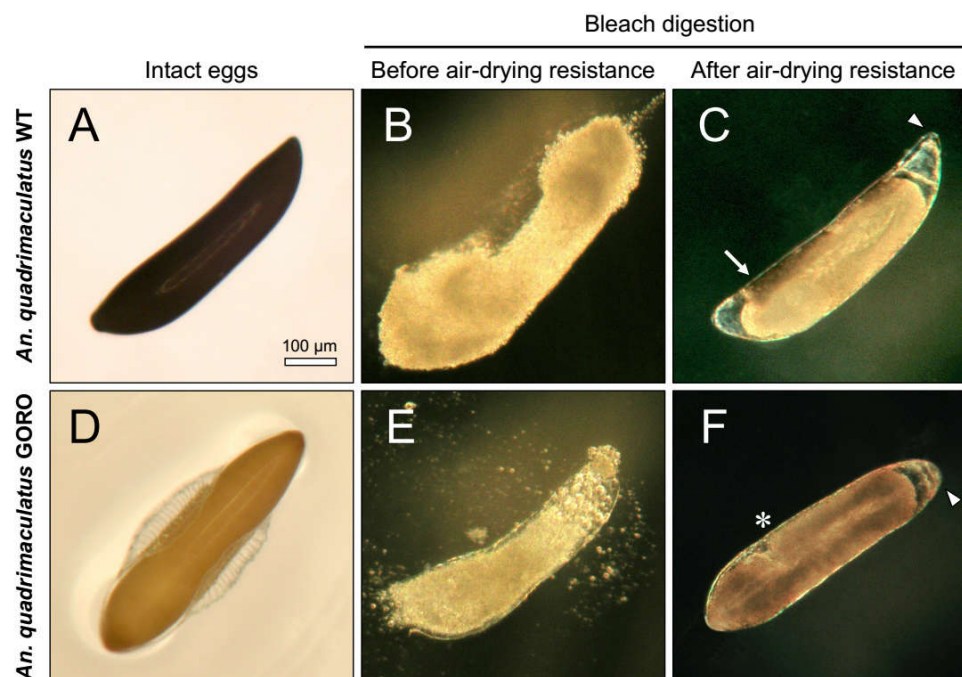 Bleach digestion
Intact eggs
Before air-drying resistance
After air-drying resistance
An. quadrimaculatus WT
A
100 µm
B
C
An. quadrimaculatus GORO
D
E
F
*